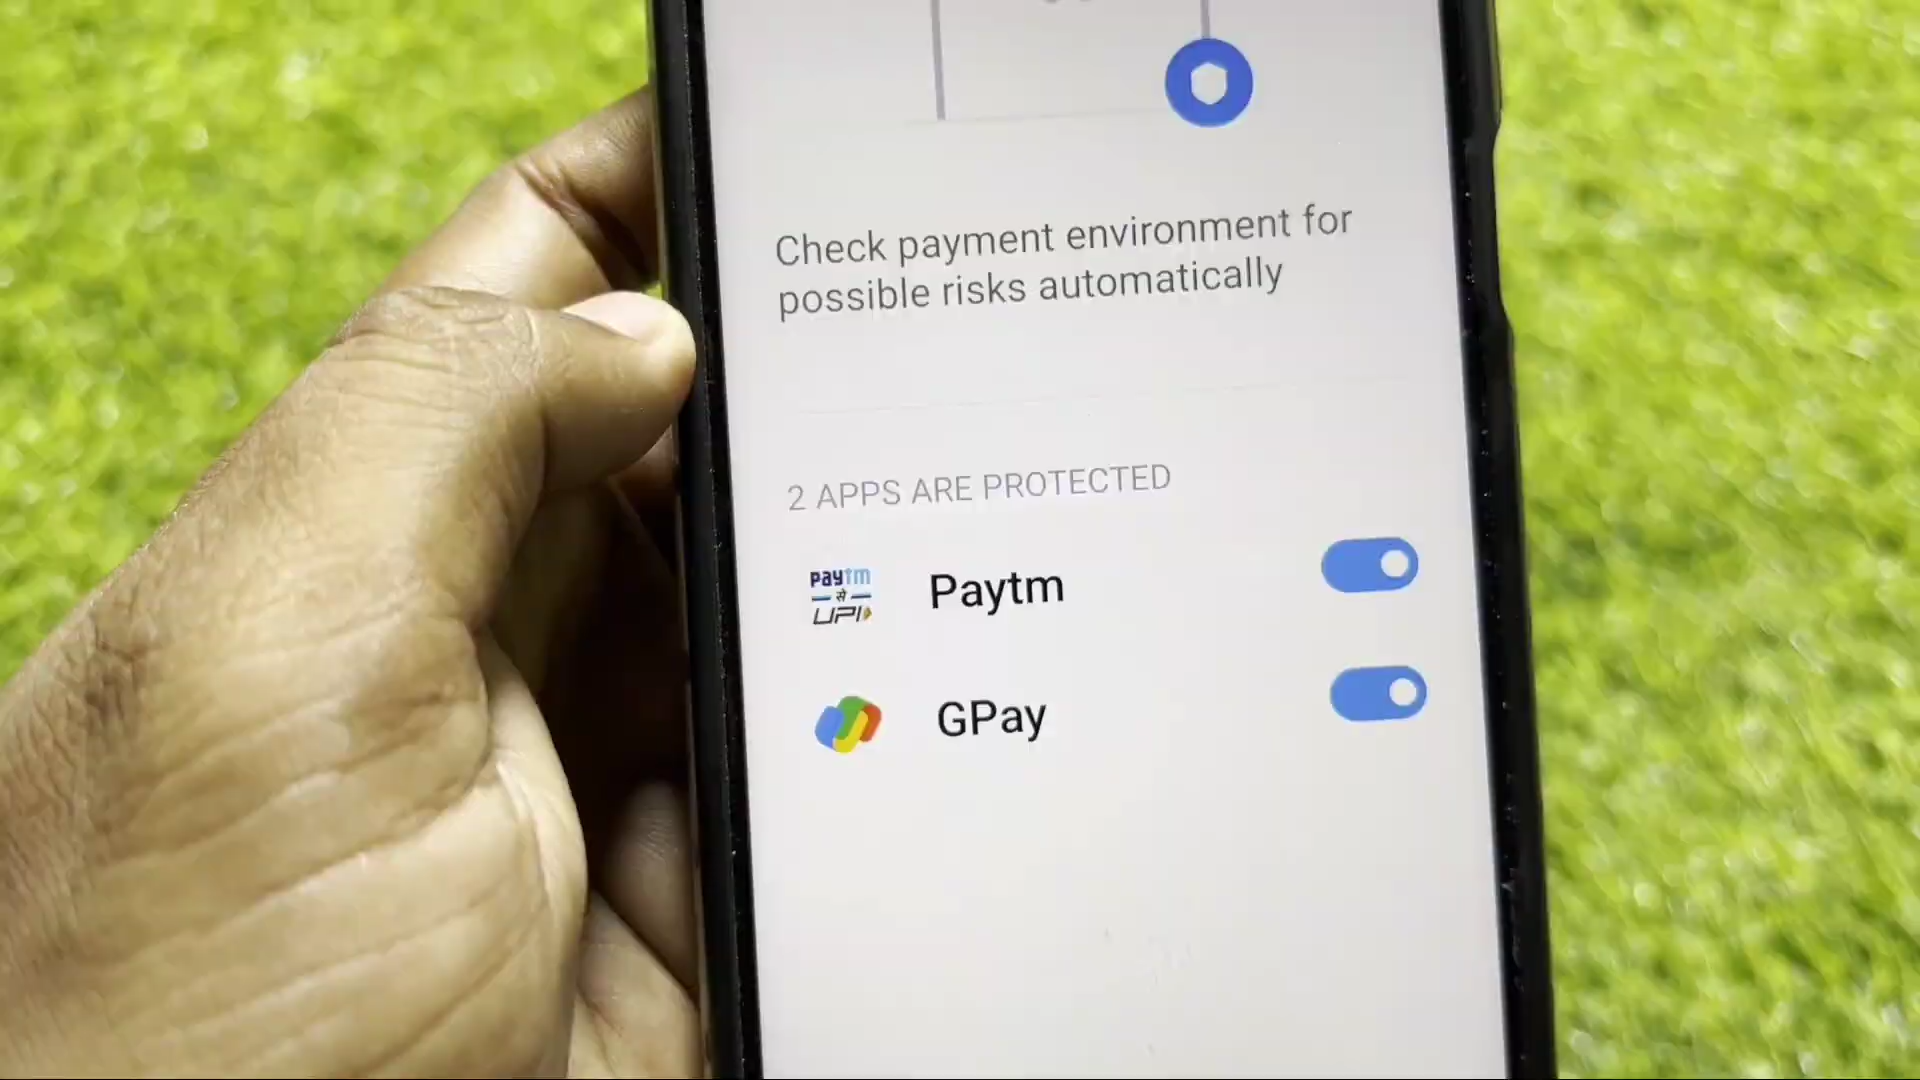 Check payment environment for
possible risks automatically
2 APPS ARE PROTECTED
paytm
से
UPI
Paytm
GPay